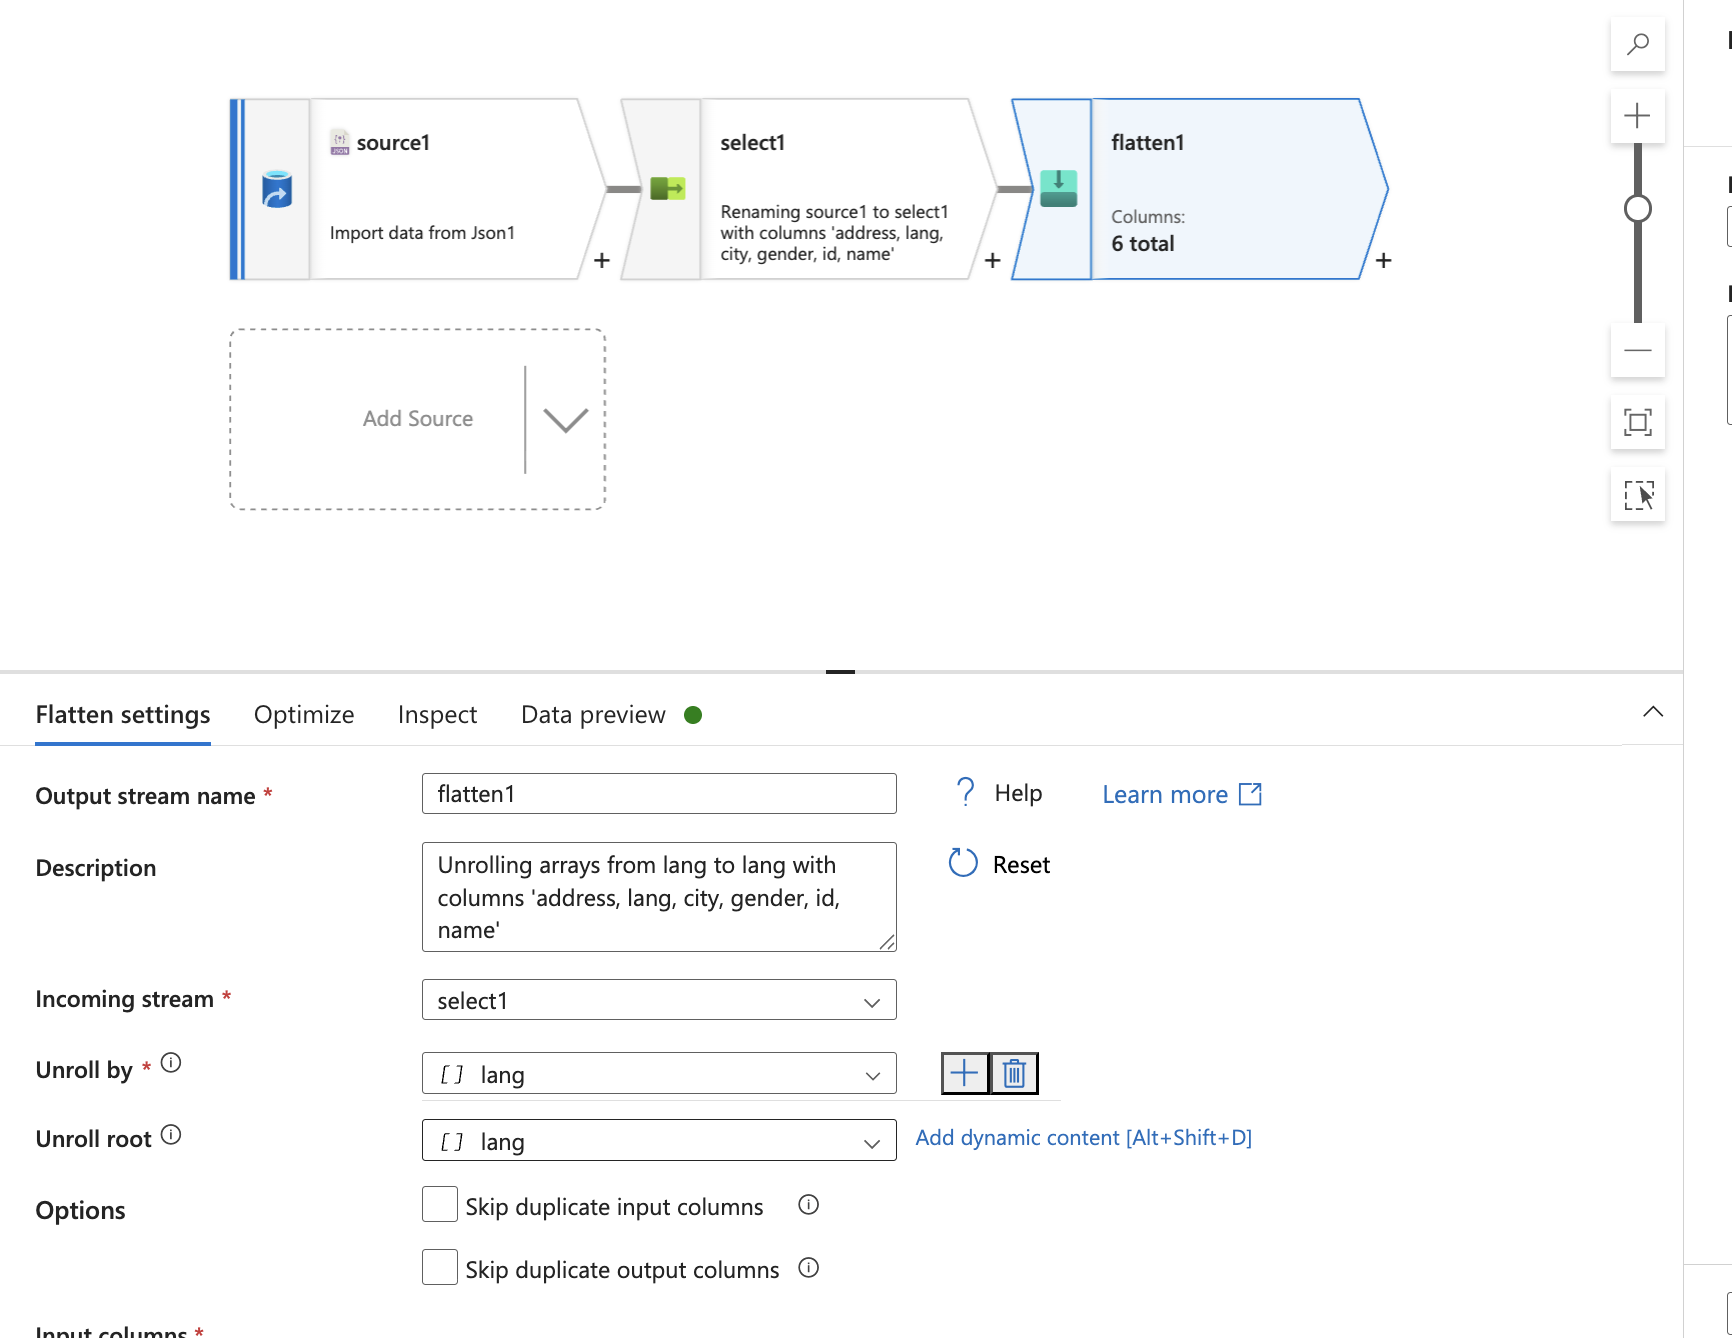 source1
Import data from Json1
+
select1
Renaming source1 to select1
with columns 'address, lang,
city, gender, id, name'
+
flatten1
Columns:
6 total
+
Add Source
Flatten settings
Optimize
Inspect
Data preview
Output stream name *
flatten1
? Help
Learn more
Description
Unrolling arrays from lang to lang with
columns 'address, lang, city, gender, id,
name'
Reset
Incoming stream *
select1
Unroll by *
[] lang
Unroll root
[] lang
Add dynamic content [Alt+Shift+D]
Options
Skip duplicate input columns
Skip duplicate output columns
Input columns *